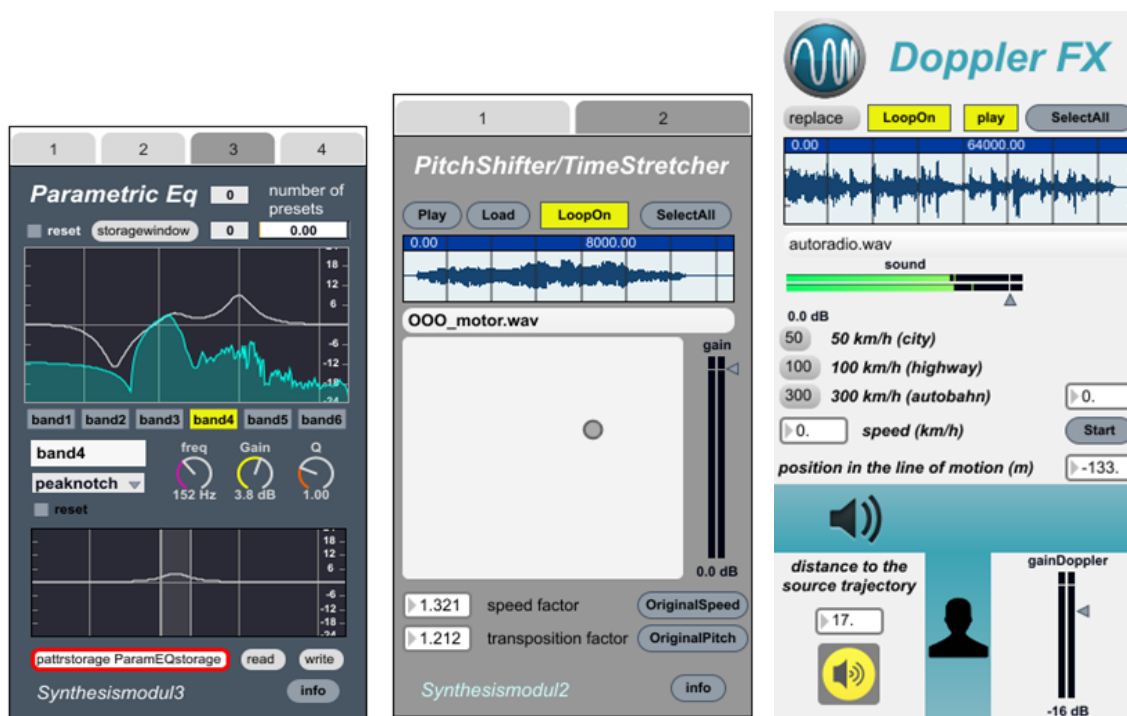 1 2 3 4
Parametric Eq 0 number of presets
reset storagewindow 0 0.00
24
18
12
6
-6
-12
-18
-24
band1 band2 band3 band4 band5 band6
band4 freq Gain Q
peaknotch 152 Hz 3.8 dB 1.00
reset
24
18
12
6
-6
-12
-18
-24
pattrstorage ParamEQstorage read write
Synthesismodul3 info
1 2
PitchShifter/TimeStretcher
Play Load LoopOn SelectAll
0.00 8000.00
OOO_motor.wav
gain
0.0 dB
1.321 speed factor OriginalSpeed
1.212 transposition factor OriginalPitch
Synthesismodul2 info
Doppler FX
replace LoopOn play SelectAll
0.00 64000.00
autoradio.wav
sound
0.0 dB
50 50 km/h (city)
100 100 km/h (highway)
300 300 km/h (autobahn) 0.
0. speed (km/h) Start
position in the line of motion (m) -133.
distance to the source trajectory
gainDoppler
17.
-16 dB